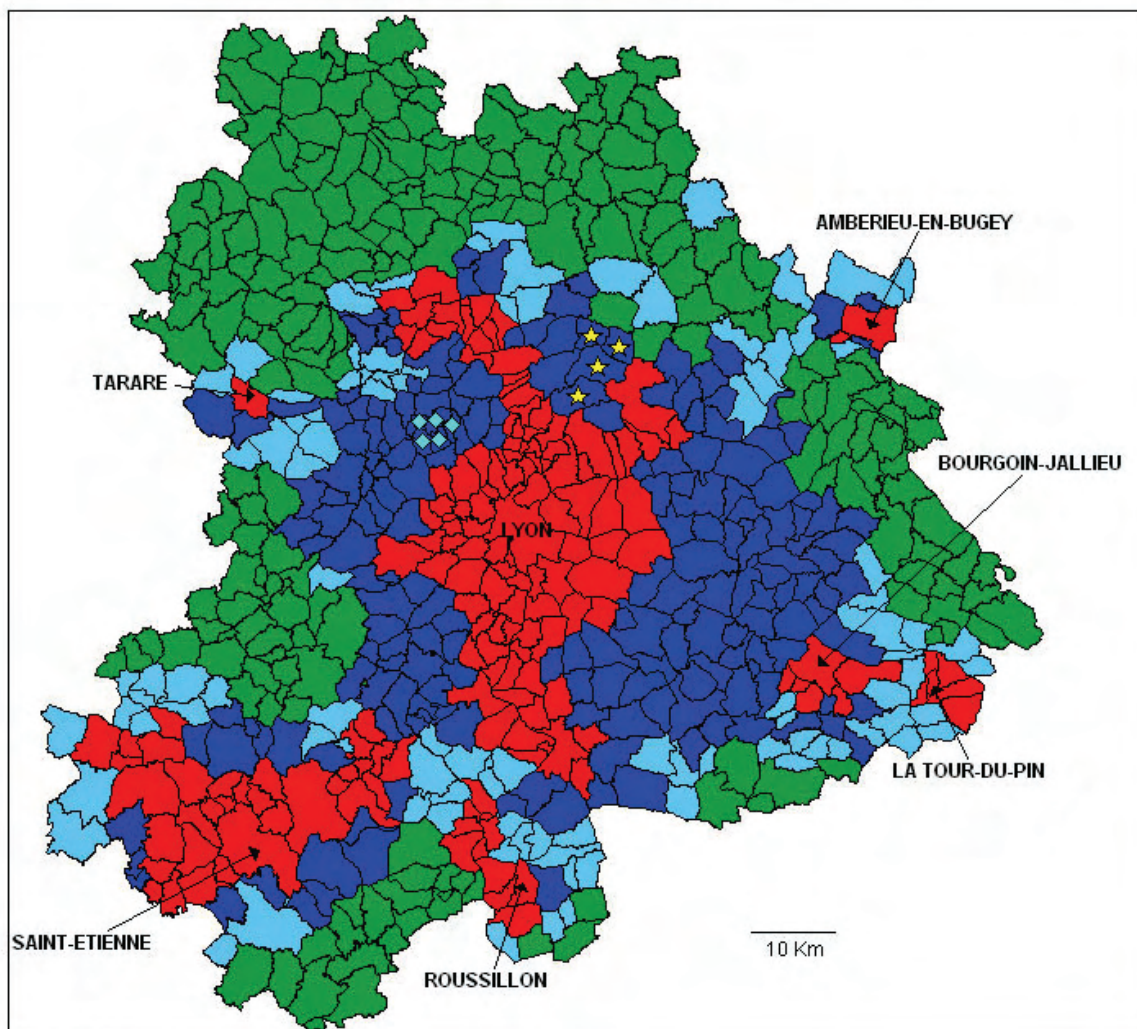 AMBERIEU-EN-BUGEY
TARARE
BOURGOIN-JALLIEU
LYON
LA TOUR-DU-PIN
SAINT-ETIENNE
10 Km
ROUSSILLON